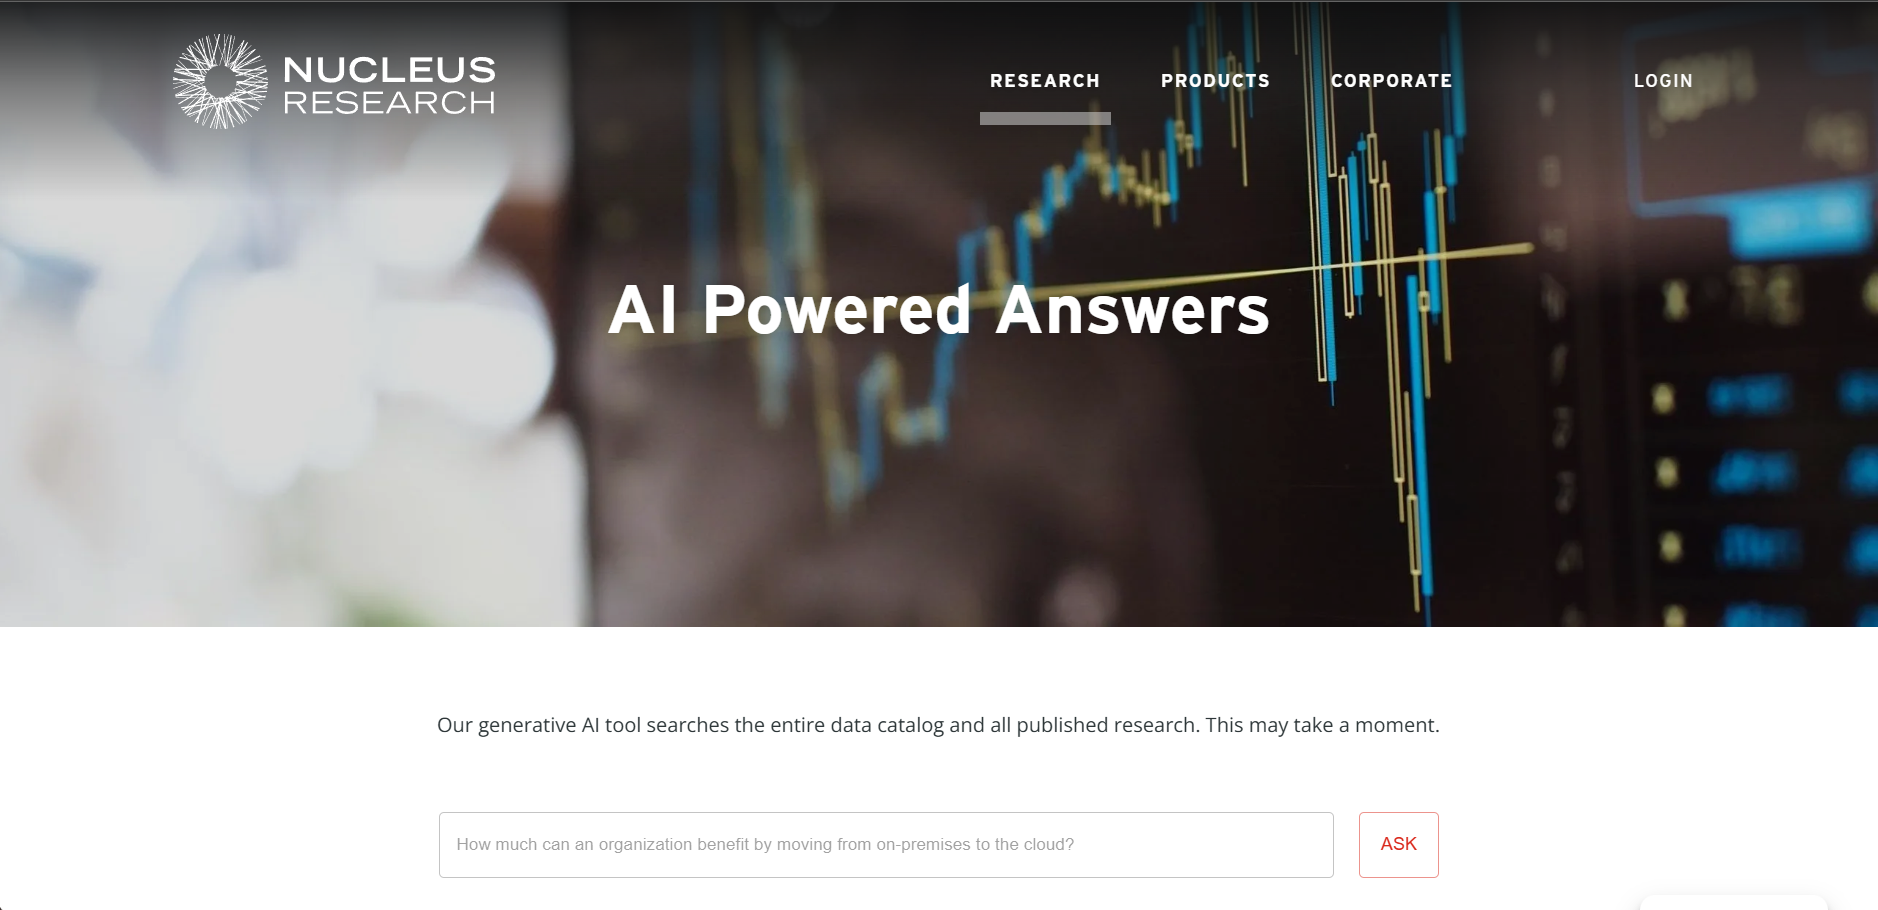 NUCLEUS
RESEARCH
RESEARCH PRODUCTS CORPORATE LOGIN
AI Powered Answers
Our generative AI tool searches the entire data catalog and all published research. This may take a moment.
How much can an organization benefit by moving from on-premises to the cloud?
ASK